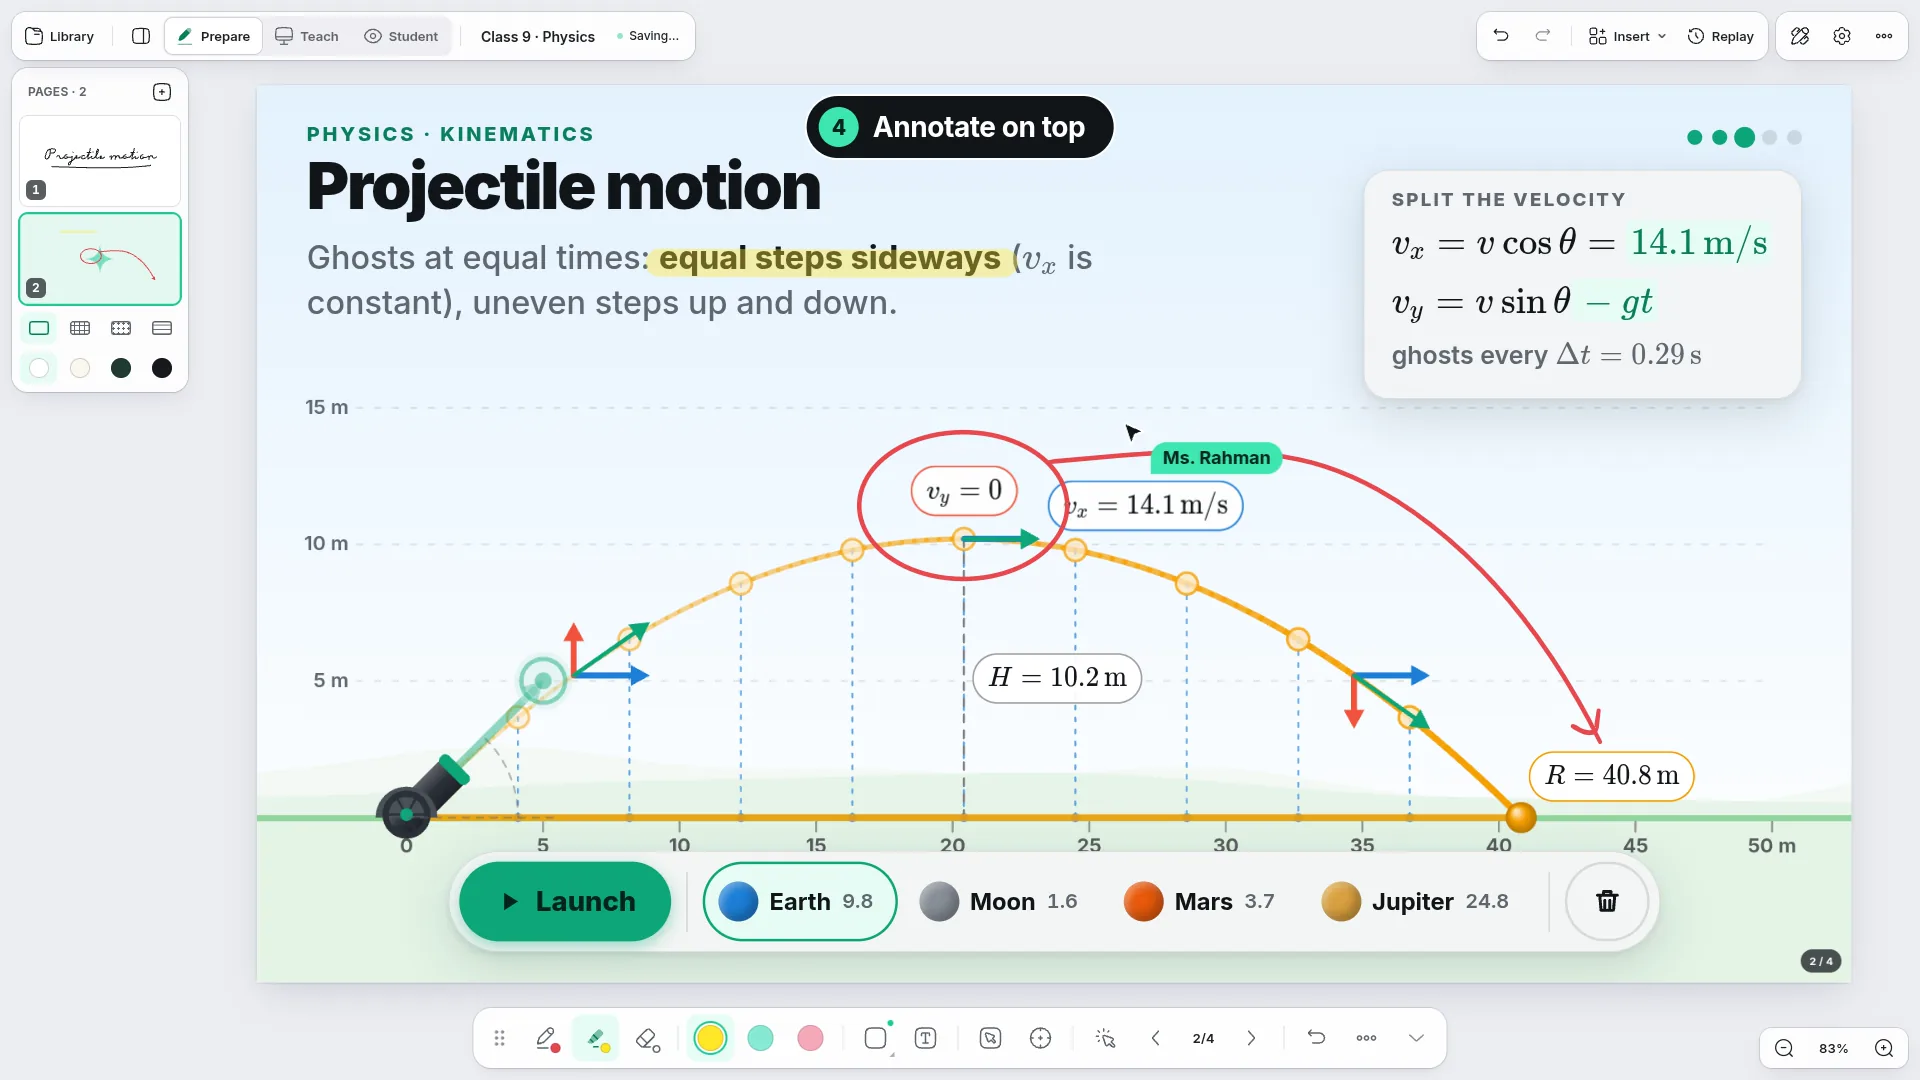 Library
Prepare
Teach
Student
Class 9 · Physics
Saving...
Insert
Replay
PAGES · 2
Projectile motion
1
2
4 Annotate on top
PHYSICS · KINEMATICS
Projectile motion
Ghosts at equal times: equal steps sideways (vₓ is
constant), uneven steps up and down.
SPLIT THE VELOCITY
vₓ = v cos θ = 14.1 m/s
v_y = v sin θ − gt
ghosts every Δt = 0.29 s
15 m
10 m
5 m
Ms. Rahman
v_y = 0
vₓ = 14.1 m/s
H = 10.2 m
R = 40.8 m
0 5 10 15 20 25 30 35 40 45 50 m
Launch
Earth 9.8
Moon 1.6
Mars 3.7
Jupiter 24.8
2 / 4
2/4
83%